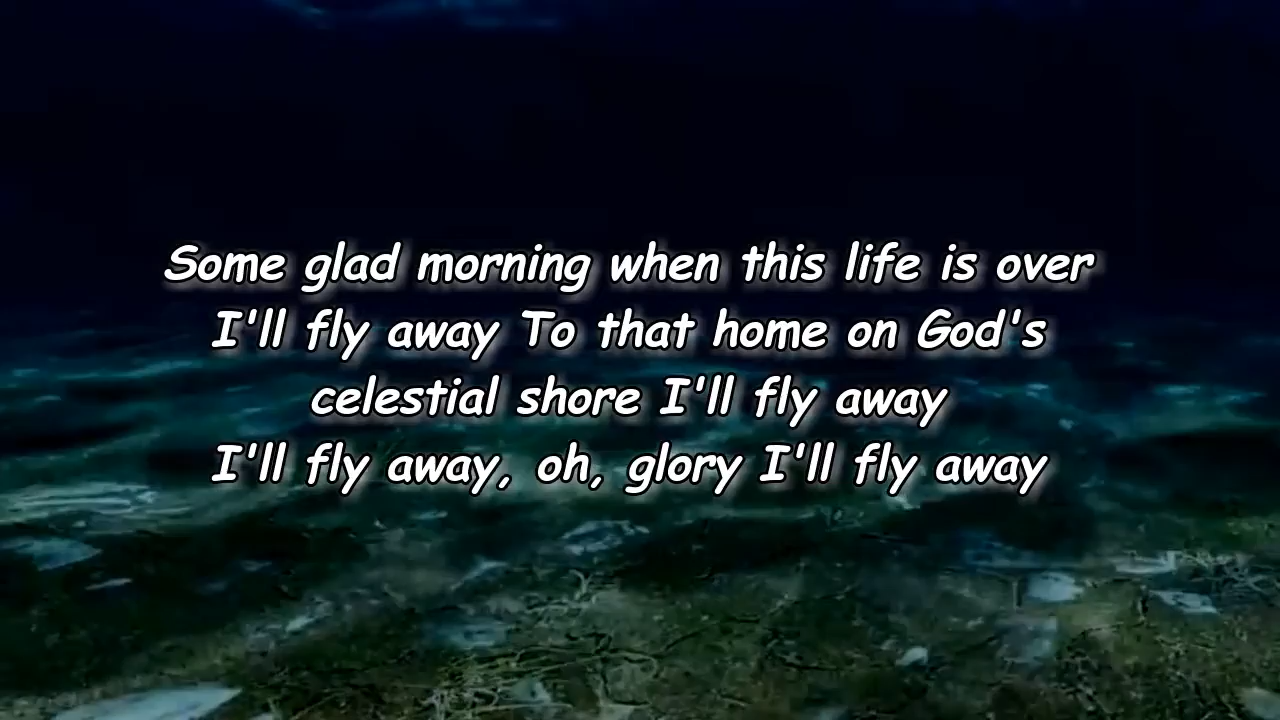 Some glad morning when this life is over
I'll fly away To that home on God's
celestial shore I'll fly away
I'll fly away, oh, glory I'll fly away